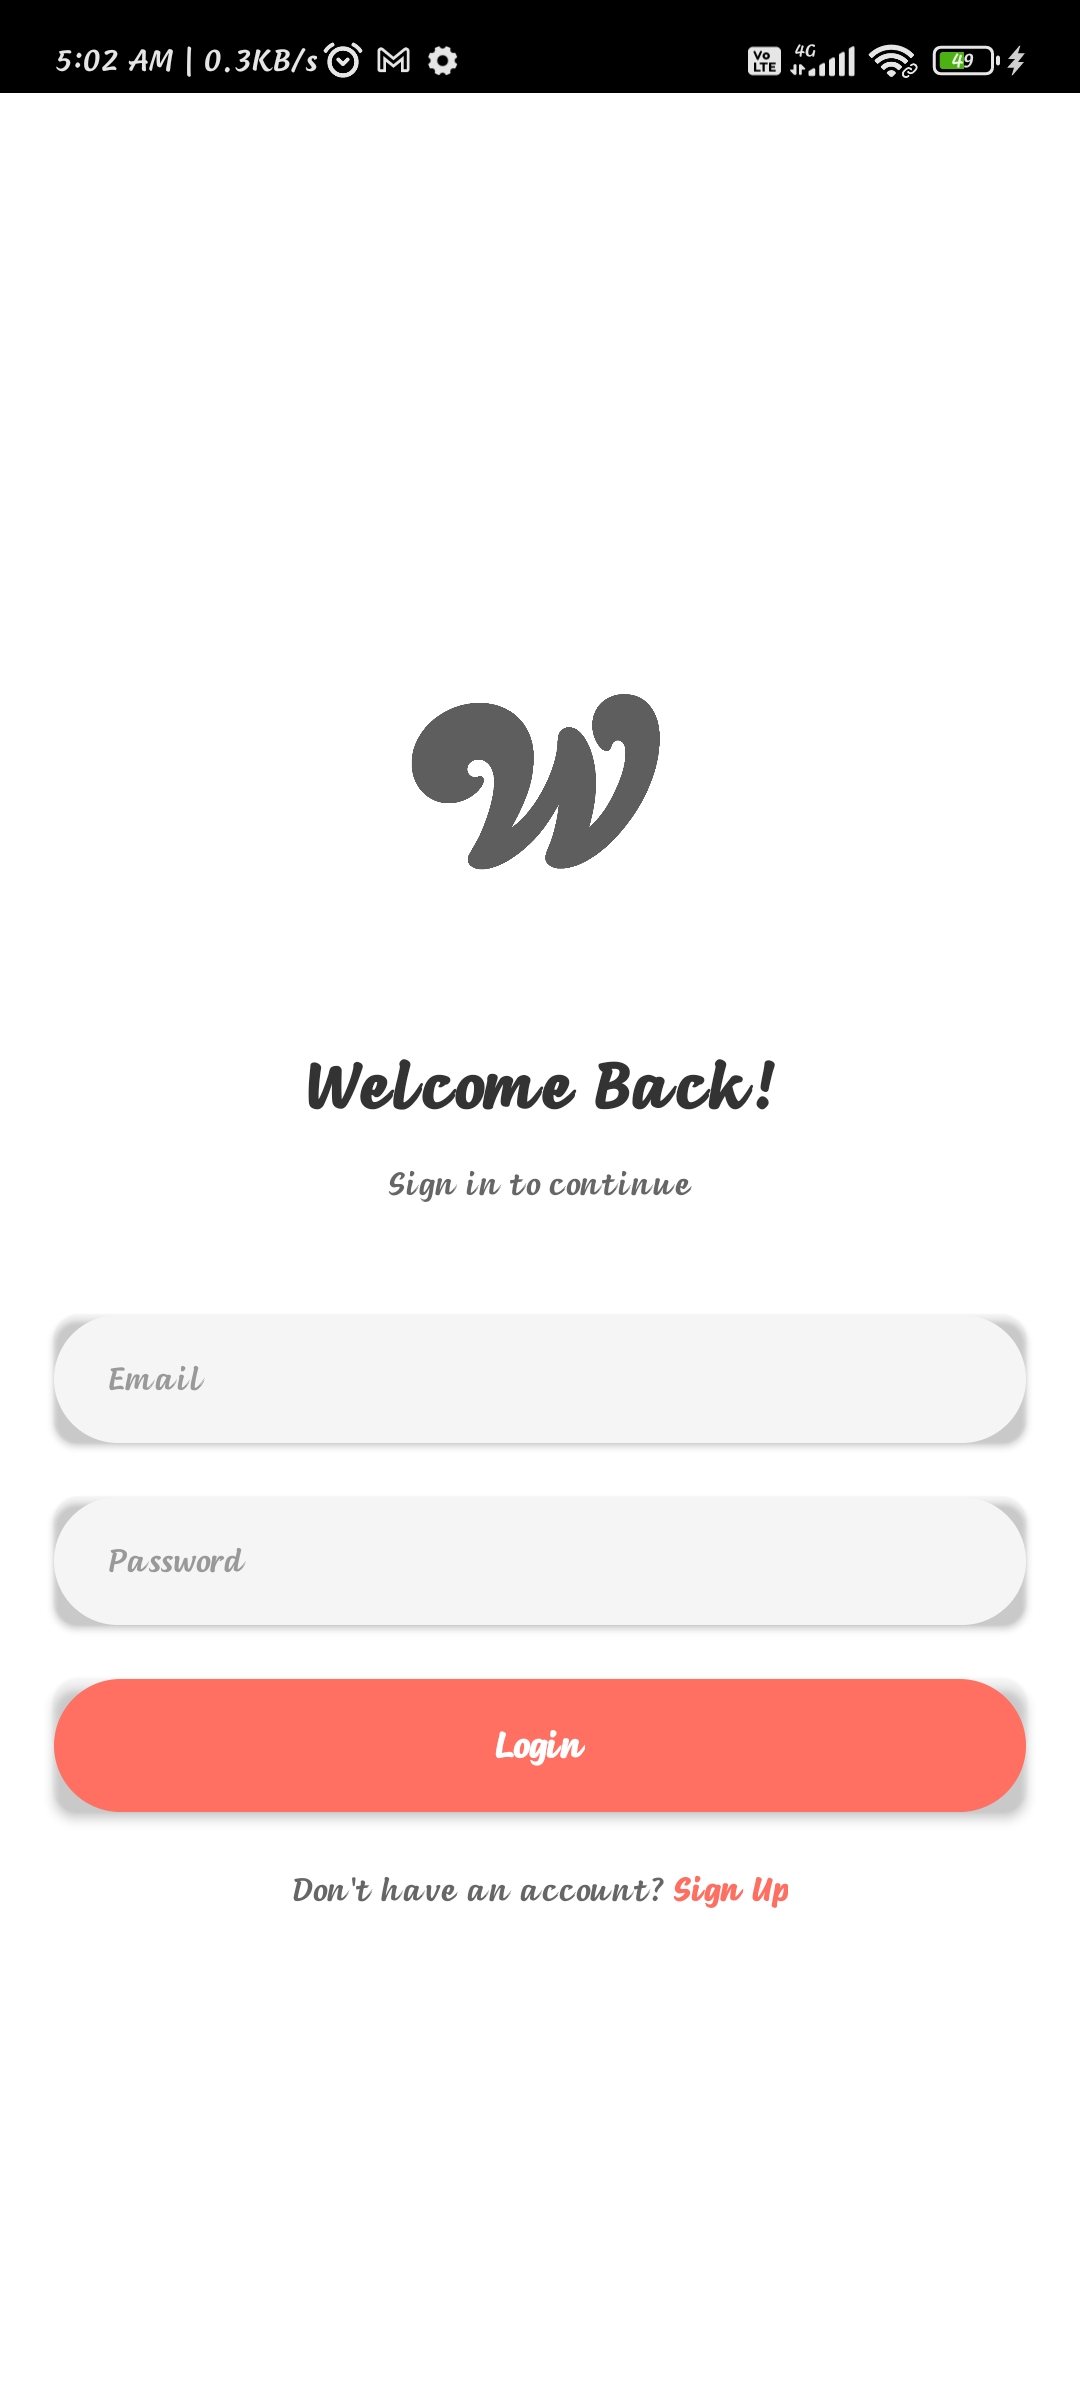 5:02 AM | 0.3KB/s Vo LTE 4G 49
W
Welcome Back!
Sign in to continue
Email
Password
Login
Don't have an account? Sign Up